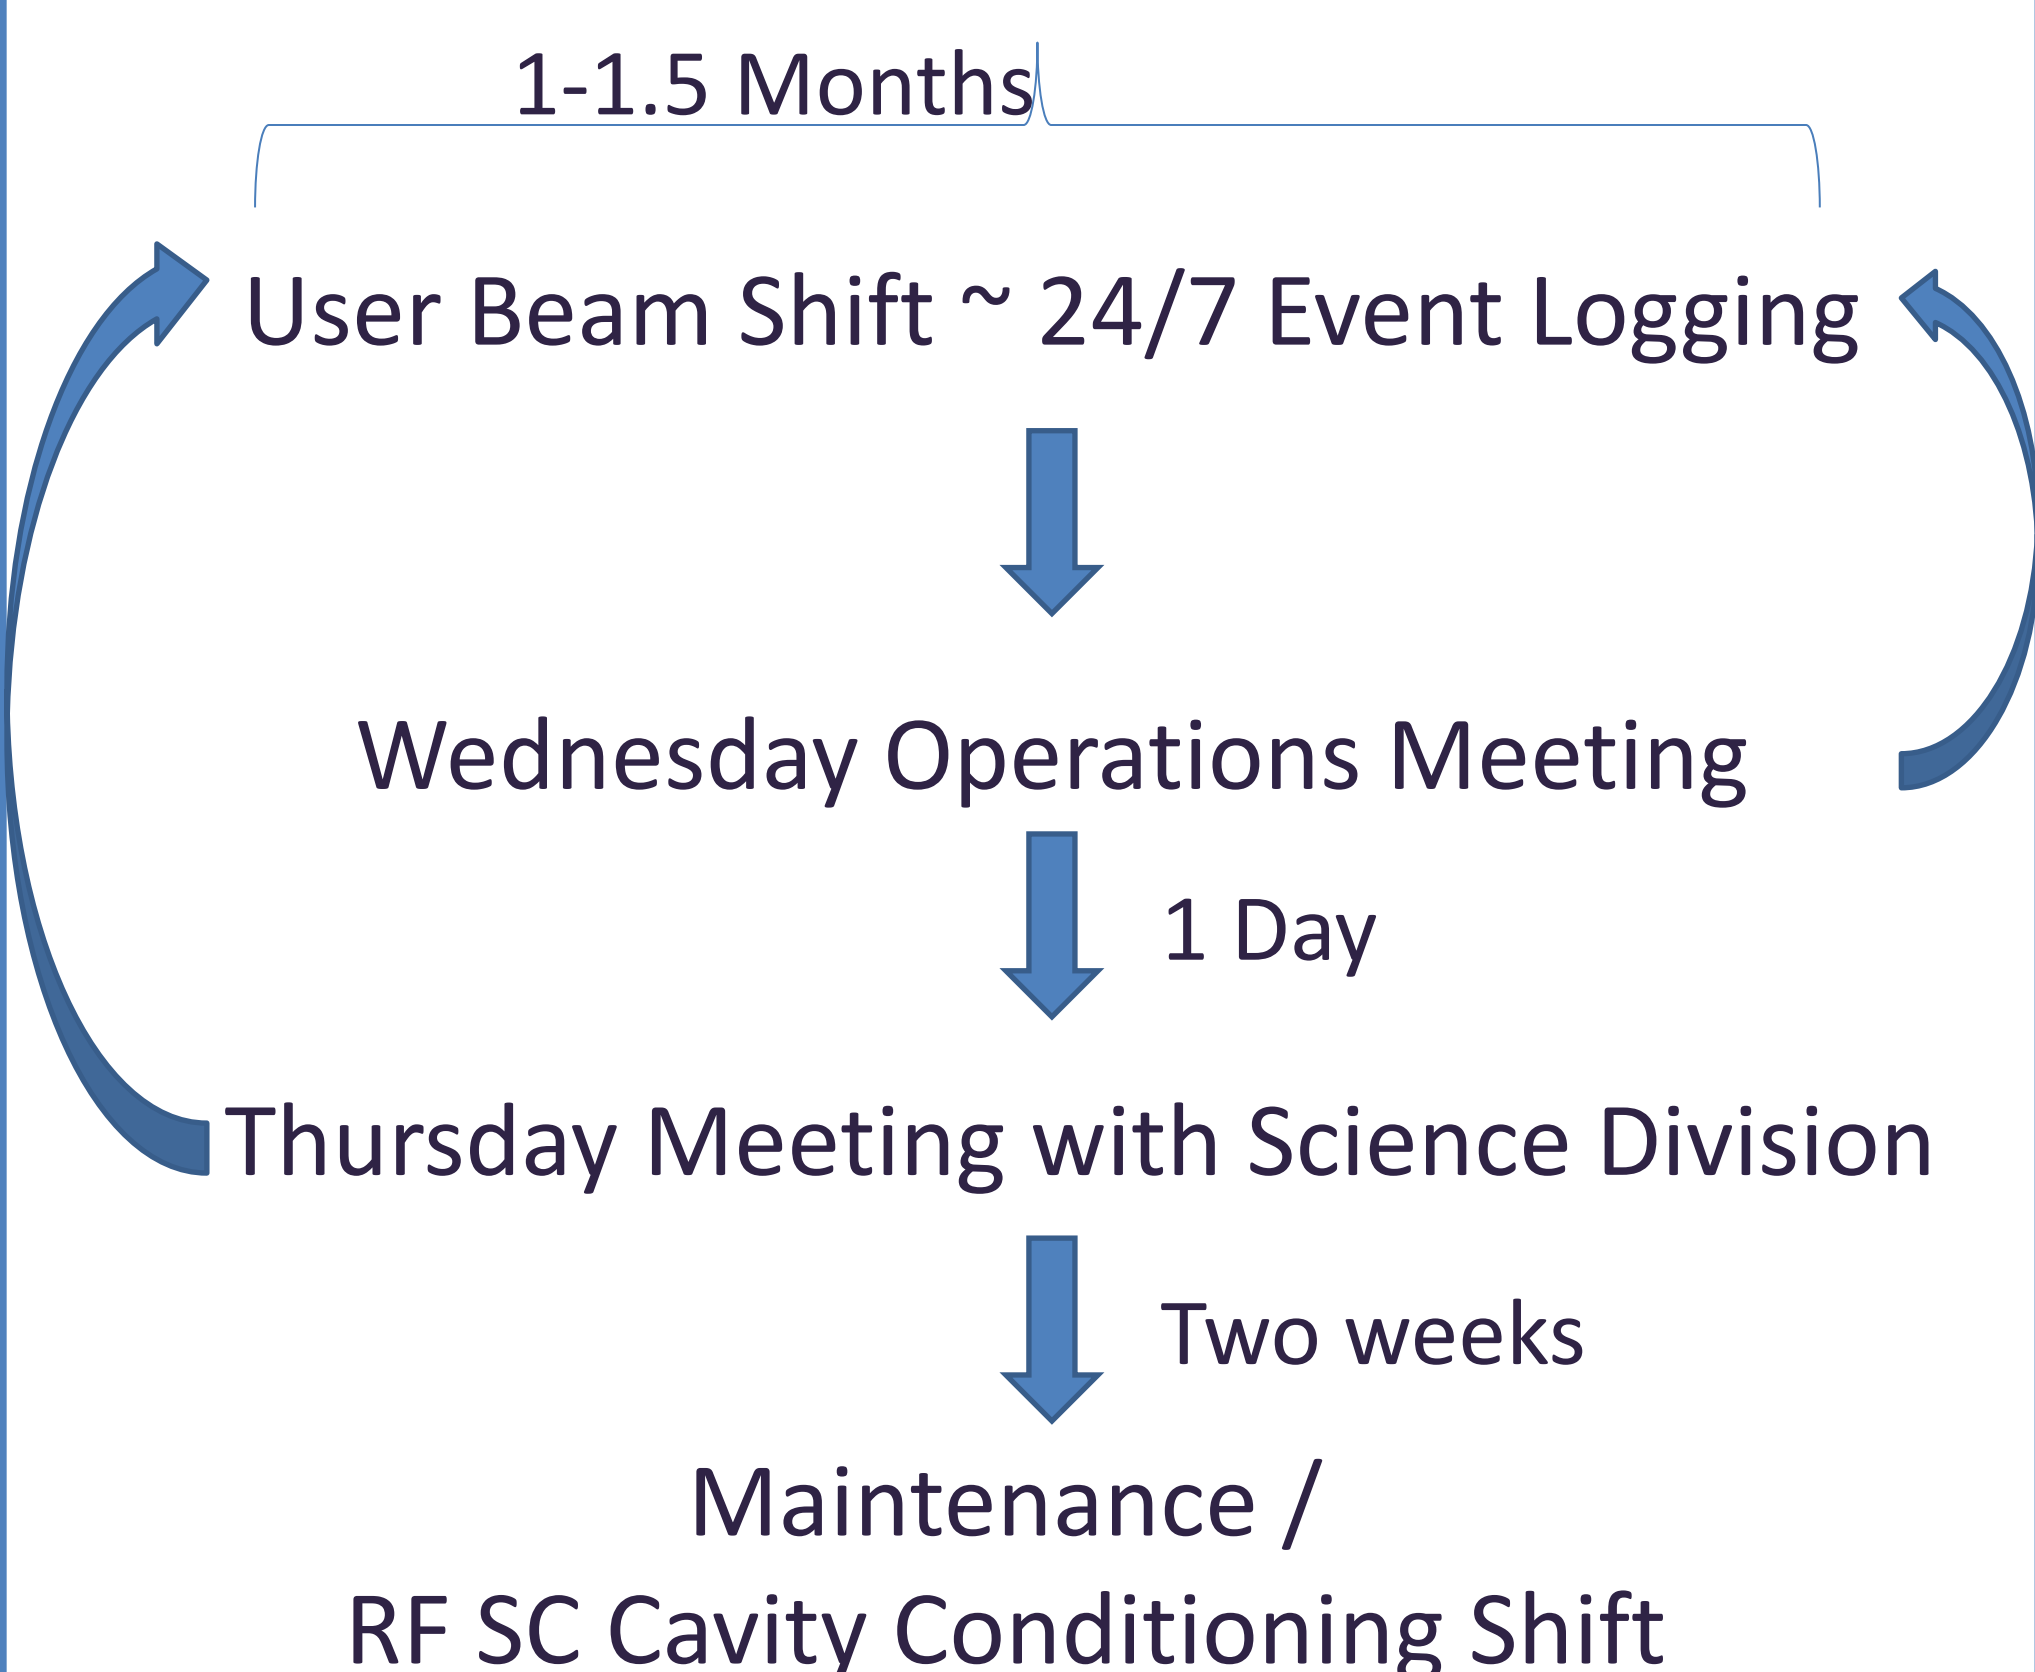 1-1.5 Months
User Beam Shift ~ 24/7 Event Logging
Wednesday Operations Meeting
1 Day
Thursday Meeting with Science Division
Two weeks
Maintenance /
RF SC Cavity Conditioning Shift